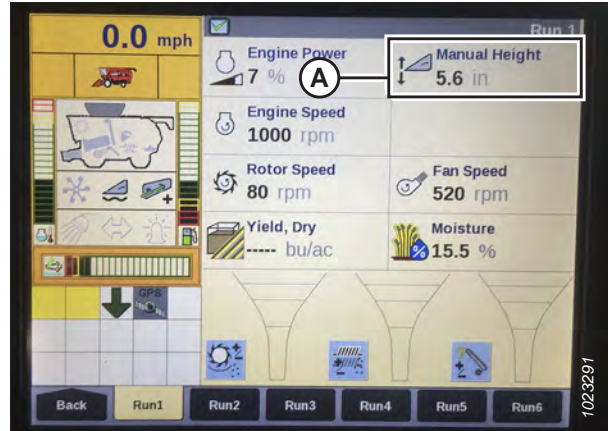 0.0 mph
Run 1
Engine Power
7 %
A
Manual Height
5.6 in
Engine Speed
1000 rpm
Rotor Speed
80 rpm
Fan Speed
520 rpm
Yield, Dry
----- bu/ac
Moisture
15.5 %
GPS
Back
Run1
Run2
Run3
Run4
Run5
Run6
1023291